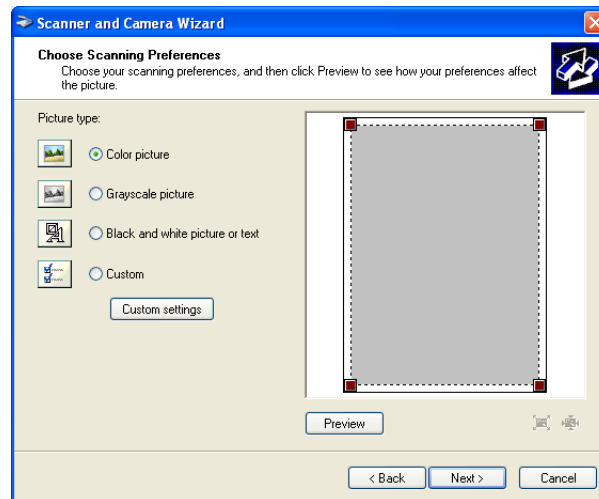 Scanner and Camera Wizard
Choose Scanning Preferences
Choose your scanning preferences, and then click Preview to see how your preferences affect
the picture.
Picture type:
Color picture
Grayscale picture
Black and white picture or text
Custom
Custom settings
Preview
< Back
Next >
Cancel